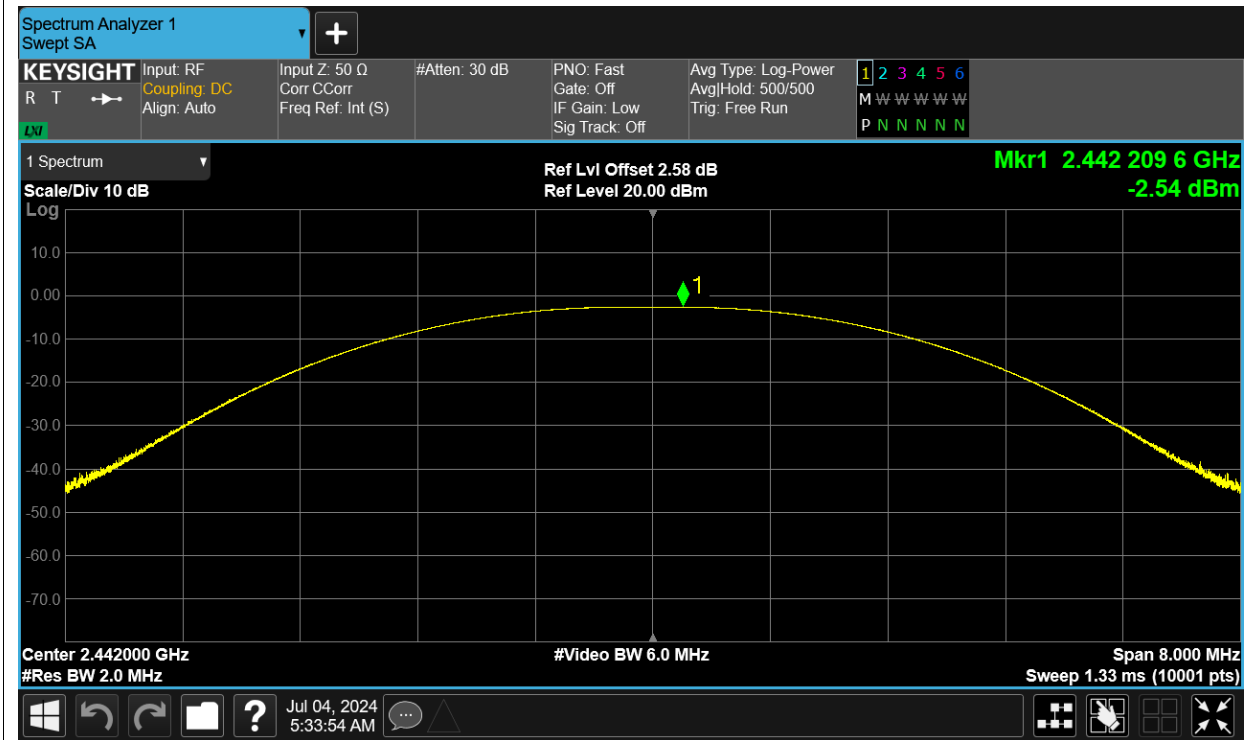 Spectrum Analyzer 1
Swept SA
KEYSIGHT
R T
LXI
Input: RF
Coupling: DC
Align: Auto
Input Z: 50 Ω
Corr CCorr
Freq Ref: Int (S)
#Atten: 30 dB
PNO: Fast
Gate: Off
IF Gain: Low
Sig Track: Off
Avg Type: Log-Power
Avg|Hold: 500/500
Trig: Free Run
1 2 3 4 5 6
M W W W W W
P N N N N N
1 Spectrum
Scale/Div 10 dB
Log
Ref Lvl Offset 2.58 dB
Ref Level 20.00 dBm
Mkr1 2.442 209 6 GHz
-2.54 dBm
1
10.0
0.00
-10.0
-20.0
-30.0
-40.0
-50.0
-60.0
-70.0
Center 2.442000 GHz
#Res BW 2.0 MHz
#Video BW 6.0 MHz
Span 8.000 MHz
Sweep 1.33 ms (10001 pts)
?
Jul 04, 2024
5:33:54 AM